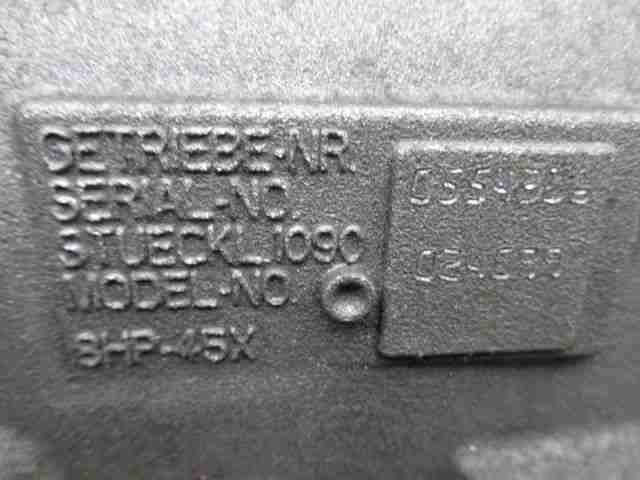 GETRIEBE-NR.
SERIAL-NO.
STUECKL.1090
MODEL-NO.
8HP-45X